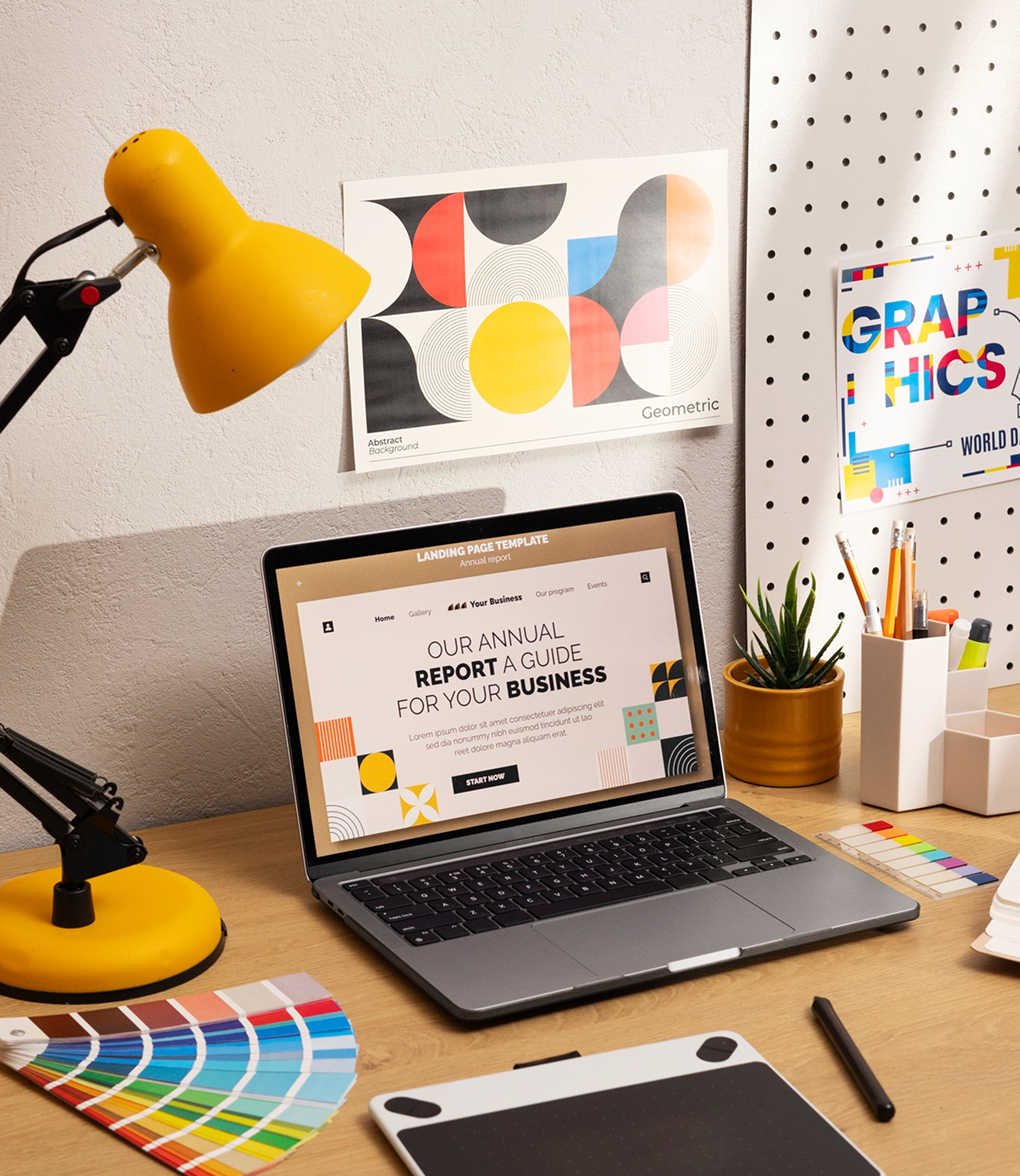 Geometric
Abstract
Background.
GRAP
HICS
WORLD
LANDING PAGE TEMPLATE
Annual report
Home Gallery Your Business Our program Events
OUR ANNUAL
REPORT A GUIDE
FOR YOUR BUSINESS
Lorem ipsum dolor sit amet consectetuer adipiscing elit
sed dia nonummy nibh euismod tincidunt ut lao
reet dolore magna aliquam erat.
START NOW